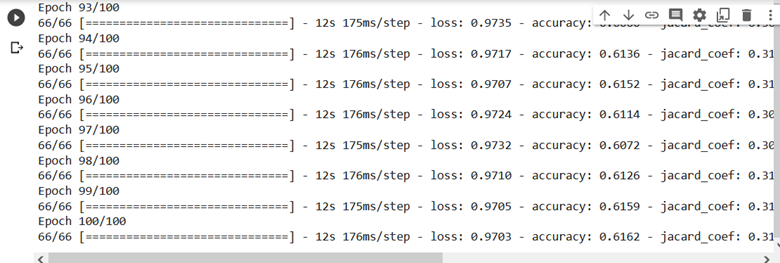 Epoch 93/100
66/66 [==============================] - 12s 175ms/step - loss: 0.9735 - accuracy:
Epoch 94/100
66/66 [==============================] - 12s 176ms/step - loss: 0.9717 - accuracy: 0.6136 - jacard_coef: 0.31
Epoch 95/100
66/66 [==============================] - 12s 176ms/step - loss: 0.9707 - accuracy: 0.6152 - jacard_coef: 0.31
Epoch 96/100
66/66 [==============================] - 12s 176ms/step - loss: 0.9724 - accuracy: 0.6114 - jacard_coef: 0.30
Epoch 97/100
66/66 [==============================] - 12s 175ms/step - loss: 0.9732 - accuracy: 0.6072 - jacard_coef: 0.30
Epoch 98/100
66/66 [==============================] - 12s 176ms/step - loss: 0.9710 - accuracy: 0.6126 - jacard_coef: 0.31
Epoch 99/100
66/66 [==============================] - 12s 176ms/step - loss: 0.9705 - accuracy: 0.6159 - jacard_coef: 0.31
Epoch 100/100
66/66 [==============================] - 12s 176ms/step - loss: 0.9703 - accuracy: 0.6162 - jacard_coef: 0.31